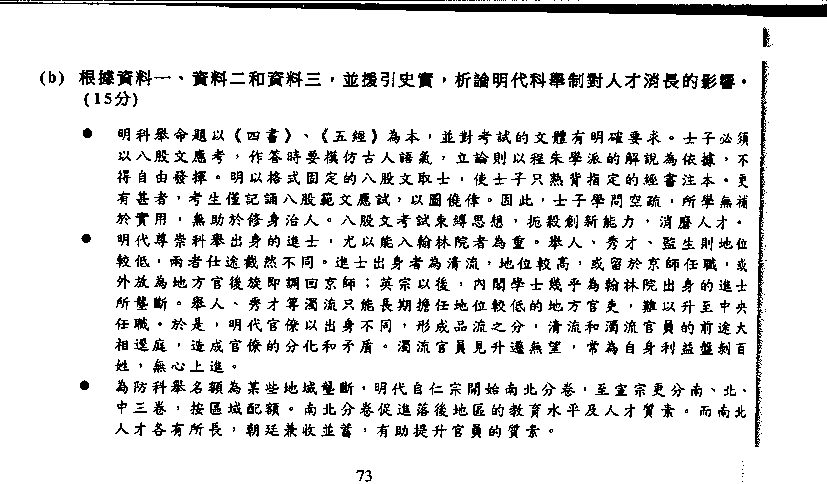 (b) 根據資料一、資料二和資料三，並援引史實，析論明代科舉制對人才消長的影響。
(15分)
● 明科舉命題以《四書》、《五經》為本，並對考試的文體有明確要求。士子必須
以八股文應考，作答時要模仿古人語氣，立論則以程朱學派的解說為依據，不
得自由發揮。明以格式固定的八股文取士，使士子只熟背指定的經書注本。更
有甚者，考生僅記誦八股範文應試，以圖僥倖。因此，士子學問空疏，所學無補
於實用，無助於修身治人。八股文考試束縛思想，扼殺創新能力，消磨人才。
● 明代尊崇科舉出身的進士，尤以能入翰林院者為重。舉人、秀才、監生則地位
較低，兩者仕途截然不同。進士出身者為清流，地位較高，或留於京師任職，或
外放為地方官後旋即調回京師；英宗以後，內閣學士幾乎為翰林院出身的進士
所壟斷。舉人、秀才等濁流只能長期擔任地位較低的地方官吏，難以升至中央
任職。於是，明代官僚以出身不同，形成品流之分，清流和濁流官員的前途大
相逕庭，造成官僚的分化和矛盾。濁流官員見升遷無望，常為自身利益盤剝百
姓，無心上進。
● 為防科舉名額為某些地域壟斷，明代自仁宗開始南北分卷，至宣宗更分南、北、
中三卷，按區域配額。南北分卷促進落後地區的教育水平及人才質素。而南北
人才各有所長，朝廷兼收並蓄，有助提升官員的質素。
73